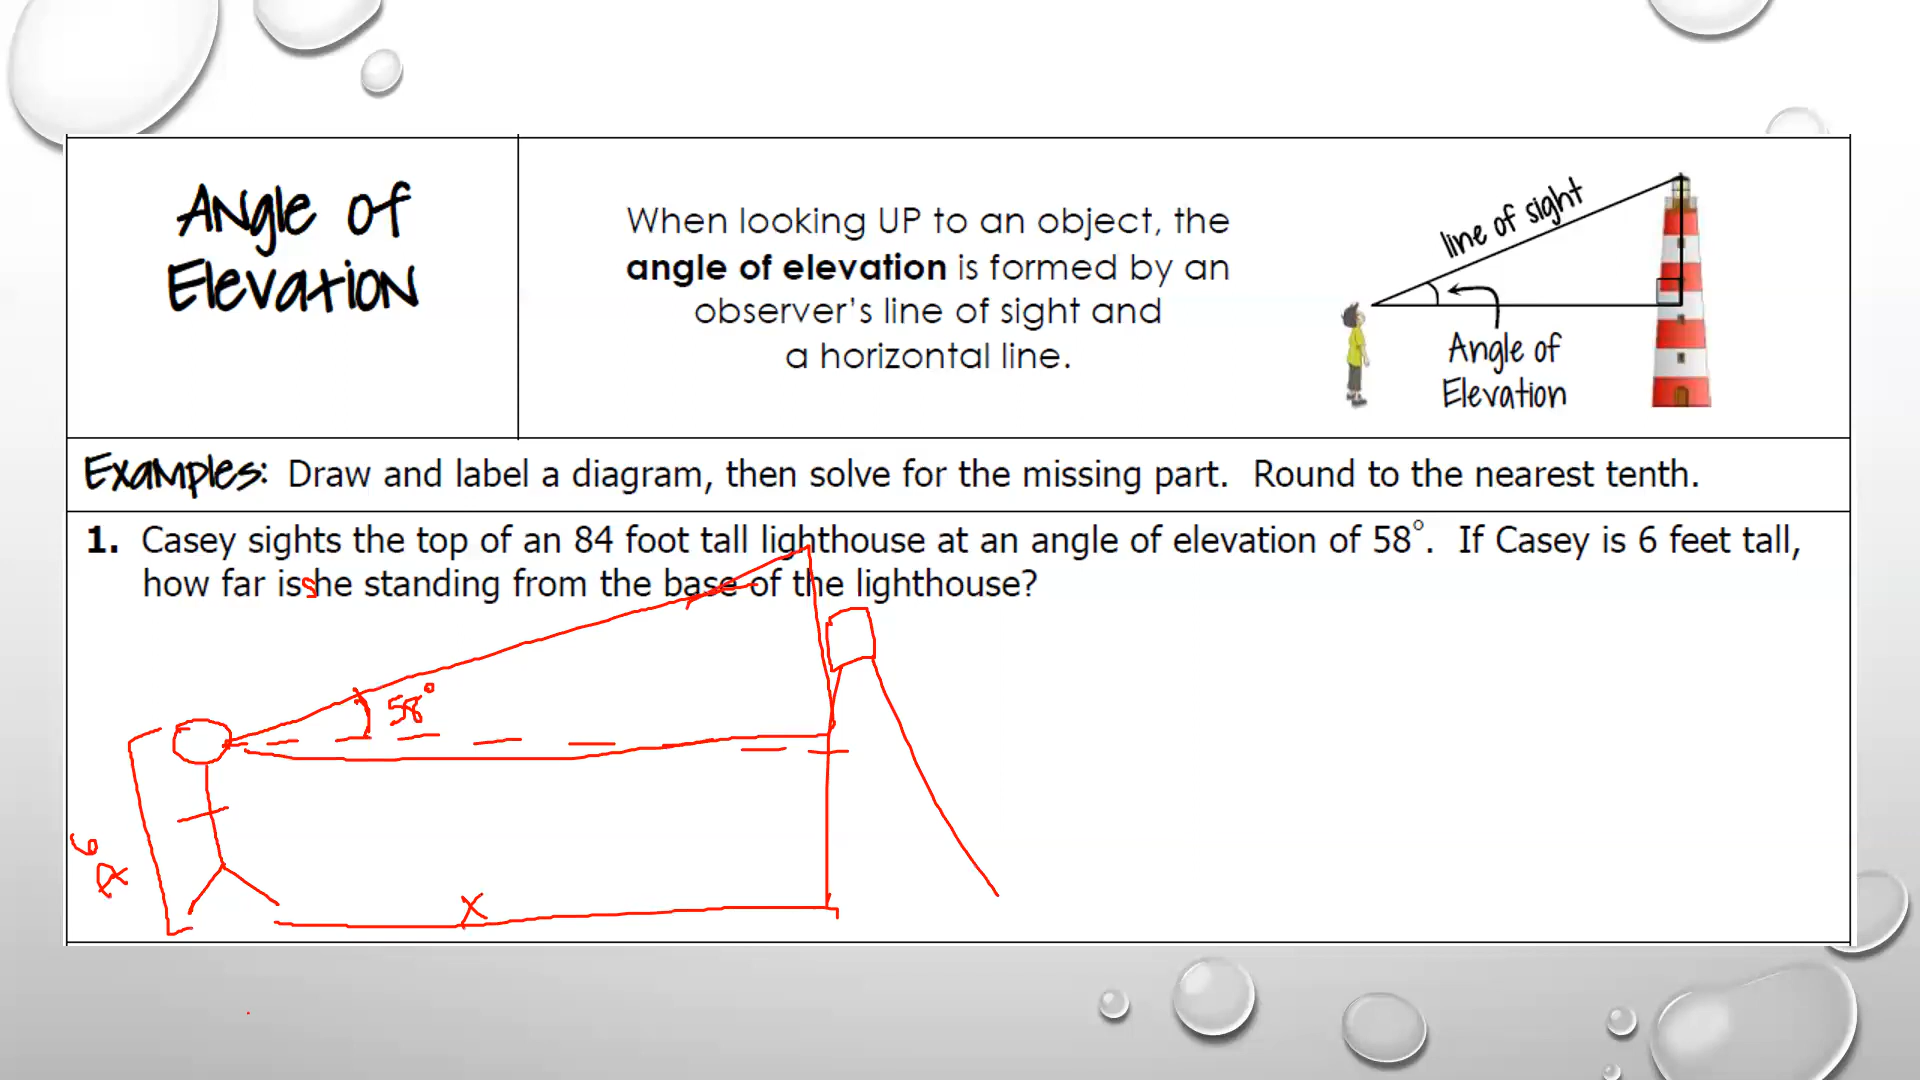 Angle of
Elevation
When looking UP to an object, the
angle of elevation is formed by an
observer's line of sight and
a horizontal line.
line of sight
Angle of
Elevation
Examples: Draw and label a diagram, then solve for the missing part. Round to the nearest tenth.
1. Casey sights the top of an 84 foot tall lighthouse at an angle of elevation of 58°. If Casey is 6 feet tall,
how far is she standing from the base of the lighthouse?
58°
6
x